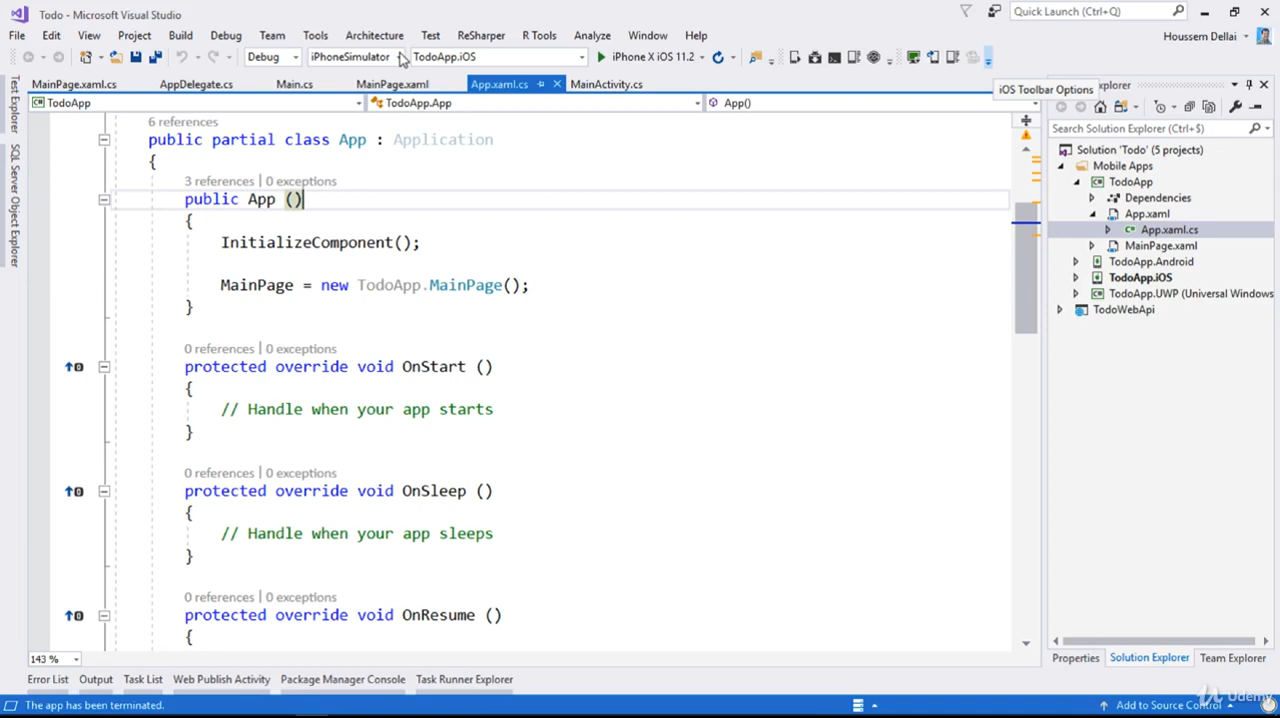 Todo - Microsoft Visual Studio
Quick Launch (Ctrl+Q)
File Edit View Project Build Debug Team Tools Architecture Test ReSharper R Tools Analyze Window Help
Houssem Dellai
Debug iPhoneSimulator TodoApp.iOS iPhone X iOS 11.2
MainPage.xaml.cs AppDelegate.cs Main.cs MainPage.xaml App.xaml.cs MainActivity.cs
iOS Toolbar Options
TodoApp TodoApp.App App()
Test Explorer
SQL Server Object Explorer
6 references
public partial class App : Application
{
3 references | 0 exceptions
public App ()
{
InitializeComponent();
MainPage = new TodoApp.MainPage();
}
0 references | 0 exceptions
protected override void OnStart ()
{
// Handle when your app starts
}
0 references | 0 exceptions
protected override void OnSleep ()
{
// Handle when your app sleeps
}
0 references | 0 exceptions
protected override void OnResume ()
{
143 %
Search Solution Explorer (Ctrl+$)
Solution 'Todo' (5 projects)
Mobile Apps
TodoApp
Dependencies
App.xaml
App.xaml.cs
MainPage.xaml
TodoApp.Android
TodoApp.iOS
TodoApp.UWP (Universal Windows
TodoWebApi
Properties Solution Explorer Team Explorer
Error List Output Task List Web Publish Activity Package Manager Console Task Runner Explorer
The app has been terminated.
Add to Source Control
Udemy